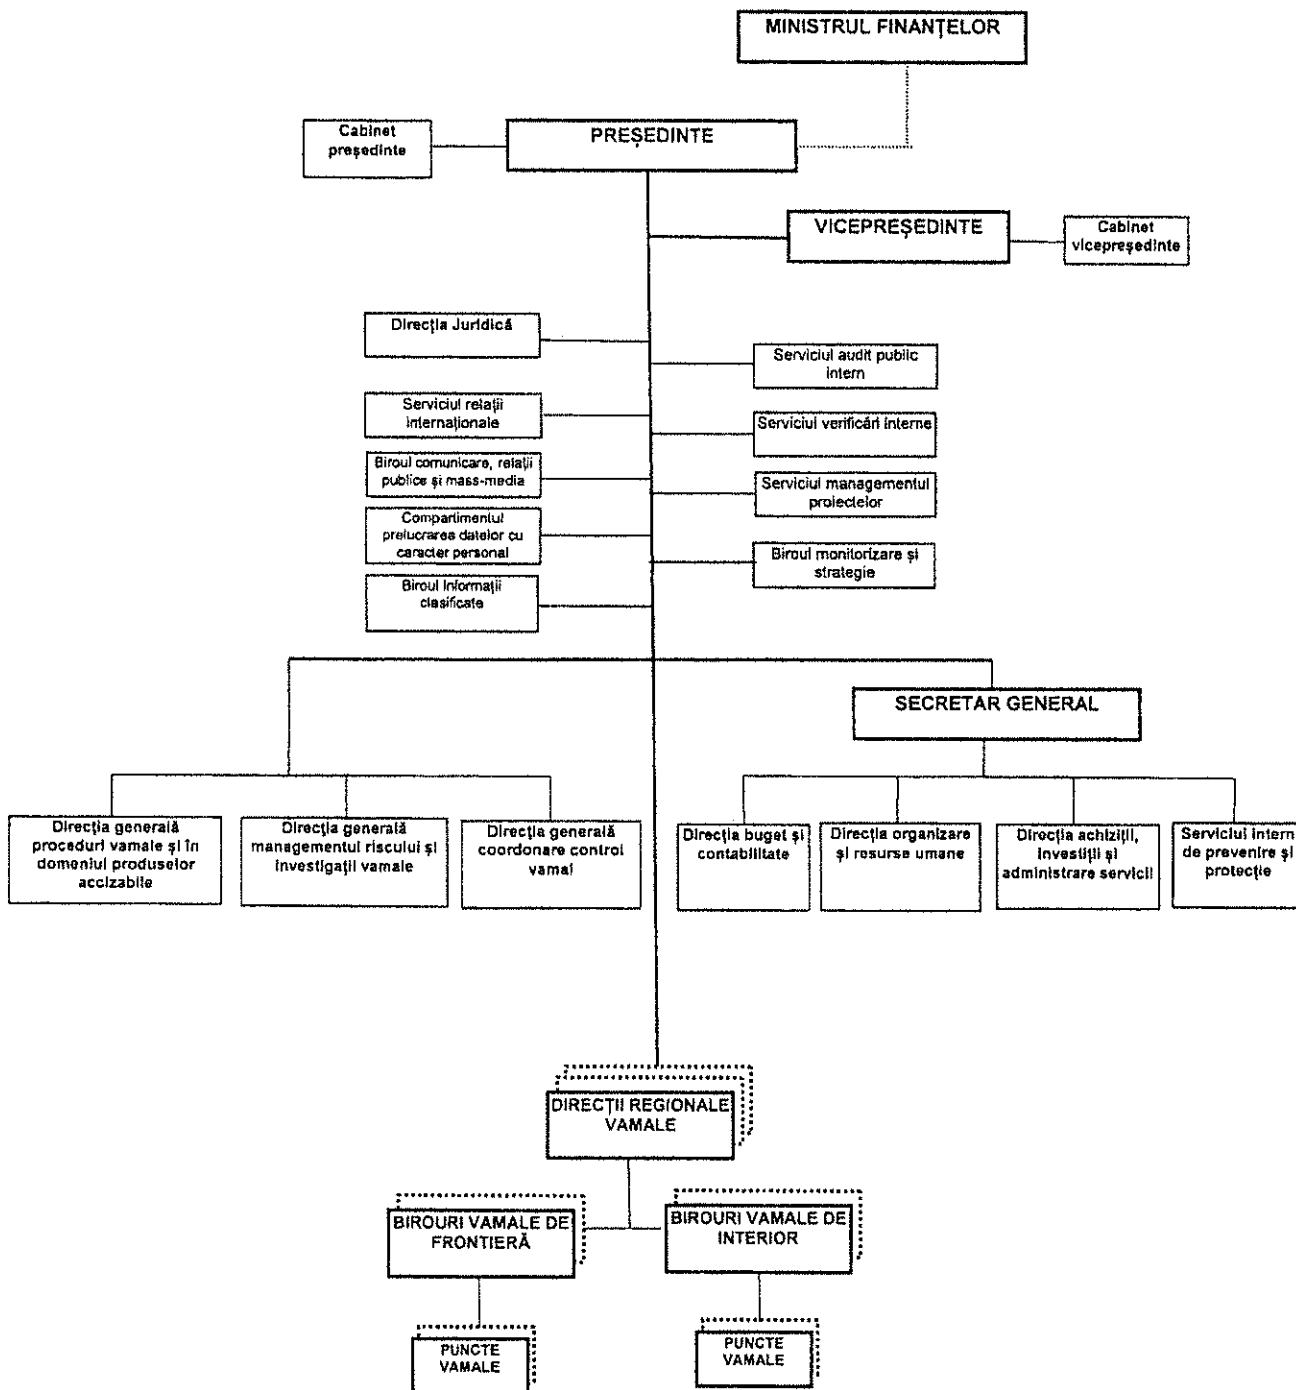 MINISTRUL FINANȚELOR
Cabinet
președinte
PREȘEDINTE
VICEPREȘEDINTE
Cabinet
vicepreședinte
Direcția Juridică
Serviciul audit public
intern
Serviciul relații
internaționale
Serviciul verificări interne
Biroul comunicare, relații
publice și mass-media
Serviciul managementul
proiectelor
Compartimentul
prelucrarea datelor cu
caracter personal
Biroul monitorizare și
strategie
Biroul Informații
clasificate
SECRETAR GENERAL
Direcția generală
proceduri vamale și în
domeniul produselor
accizabile
Direcția generală
managementul riscului și
investigații vamale
Direcția generală
coordonare control
vamal
Direcția buget și
contabilitate
Direcția organizare
și resurse umane
Direcția achiziții,
investiții și
administrare servicii
Serviciul intern
de prevenire și
protecție
DIRECȚII REGIONALE
VAMALE
BIROURI VAMALE DE
FRONTIERĂ
BIROURI VAMALE DE
INTERIOR
PUNCTE
VAMALE
PUNCTE
VAMALE